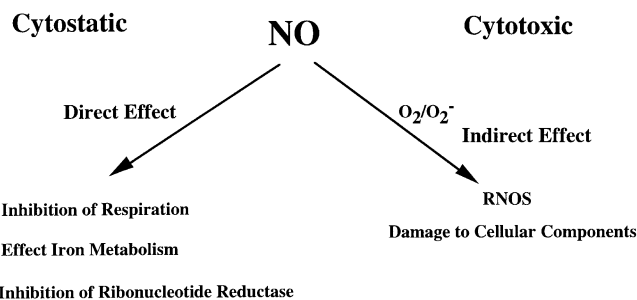 Cytostatic
NO
Cytotoxic
Direct Effect
O2/O2-
Indirect Effect
Inhibition of Respiration
Effect Iron Metabolism
Inhibition of Ribonucleotide Reductase
RNOS
Damage to Cellular Components